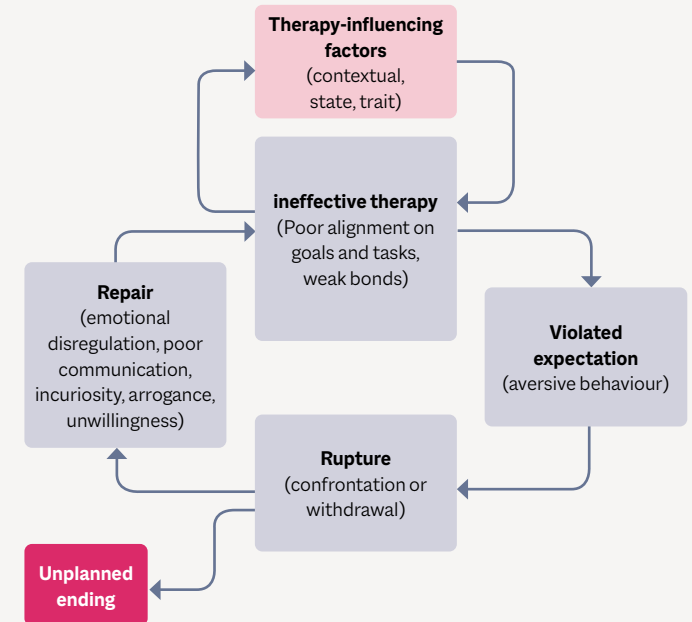 Therapy-influencing
factors
(contextual,
state, trait)
ineffective therapy
(Poor alignment on
goals and tasks,
weak bonds)
Repair
(emotional
disregulation, poor
communication,
incuriosity, arrogance,
unwillingness)
Violated
expectation
(aversive behaviour)
Rupture
(confrontation or
withdrawal)
Unplanned
ending